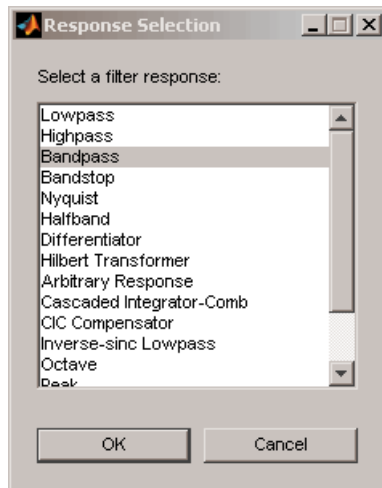 Response Selection
Select a filter response:
Lowpass
Highpass
Bandpass
Bandstop
Nyquist
Halfband
Differentiator
Hilbert Transformer
Arbitrary Response
Cascaded Integrator-Comb
CIC Compensator
Inverse-sinc Lowpass
Octave
Peak
OK
Cancel